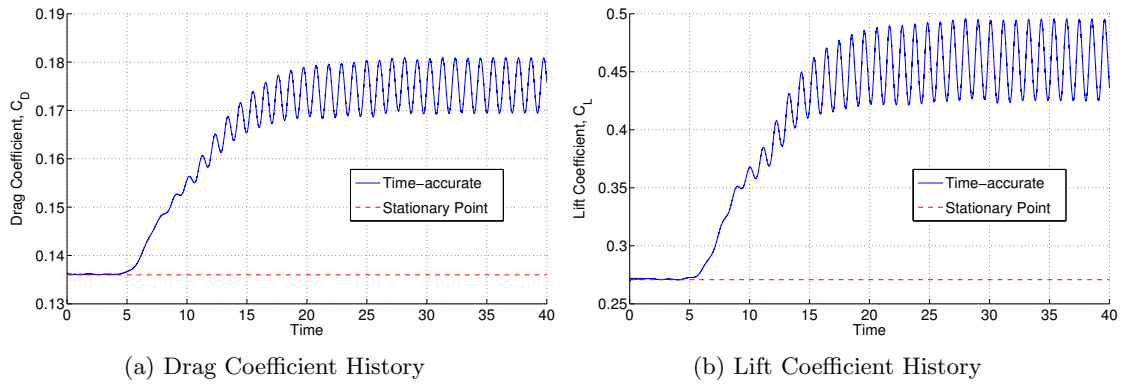 0.19
0.18
0.17
0.16
0.15
0.14
0.13
Drag Coefficient, C_D
0 5 10 15 20 25 30 35 40
Time
Time−accurate
Stationary Point
(a) Drag Coefficient History
0.5
0.45
0.4
0.35
0.3
0.25
Lift Coefficient, C_L
0 5 10 15 20 25 30 35 40
Time
Time−accurate
Stationary Point
(b) Lift Coefficient History